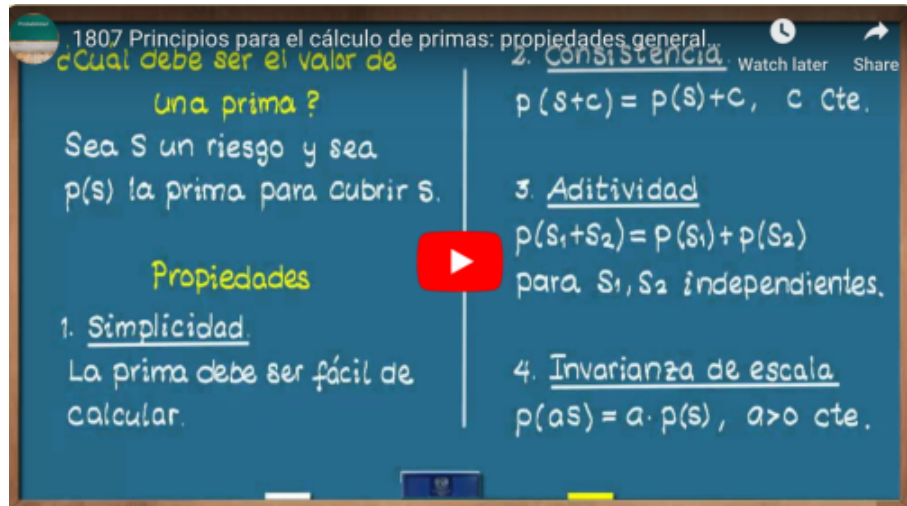 1807 Principios para el cálculo de primas: propiedades general...
Watch later
Share
¿Cuál debe ser el valor de
una prima?
Sea S un riesgo y sea
p(s) la prima para cubrir S.
Propiedades
1. Simplicidad.
La prima debe ser fácil de
calcular.
2. Consistencia
p(S+c) = p(S)+c, c cte.
3. Aditividad
p(S₁+S₂) = p(S₁)+p(S₂)
para S₁, S₂ independientes.
4. Invarianza de escala
p(aS) = a·p(S), a>0 cte.